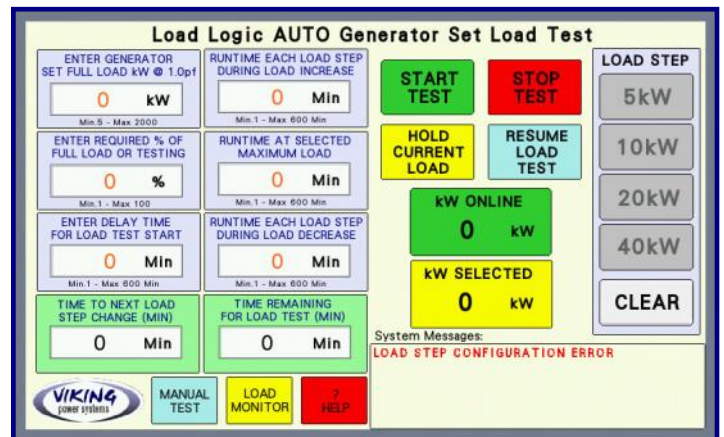 Load Logic AUTO Generator Set Load Test
ENTER GENERATOR
SET FULL LOAD kW @ 1.0pf
0 kW
Min.5 - Max 2000
RUNTIME EACH LOAD STEP
DURING LOAD INCREASE
0 Min
Min.1 - Max 600 Min
ENTER REQUIRED % OF
FULL LOAD OR TESTING
0 %
Min.1 - Max 100
RUNTIME AT SELECTED
MAXIMUM LOAD
0 Min
Min.1 - Max 600 Min
ENTER DELAY TIME
FOR LOAD TEST START
0 Min
Min.1 - Max 600 Min
RUNTIME EACH LOAD STEP
DURING LOAD DECREASE
0 Min
Min.1 - Max 600 Min
TIME TO NEXT LOAD
STEP CHANGE (MIN)
0 Min
TIME REMAINING
FOR LOAD TEST (MIN)
0 Min
START
TEST
STOP
TEST
HOLD
CURRENT
LOAD
RESUME
LOAD
TEST
kW ONLINE
0 kW
kW SELECTED
0 kW
LOAD STEP
5kW
10kW
20kW
40kW
CLEAR
System Messages:
LOAD STEP CONFIGURATION ERROR
VIKING
power systems
MANUAL
TEST
LOAD
MONITOR
?
HELP